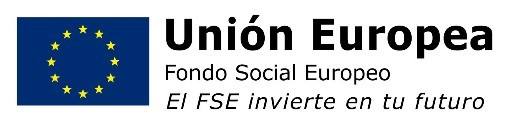 Unión Europea
Fondo Social Europeo
El FSE invierte en tu futuro